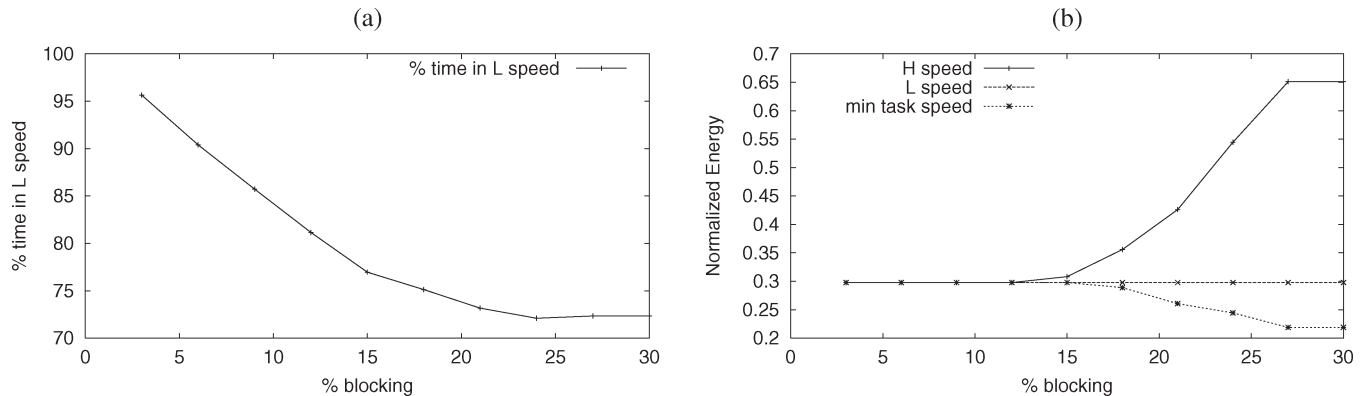 (a)
100
95
90
85
80
75
70
0 5 10 15 20 25 30
% time in L speed
% blocking
% time in L speed
(b)
0.7
0.65
0.6
0.55
0.5
0.45
0.4
0.35
0.3
0.25
0.2
0 5 10 15 20 25 30
Normalized Energy
% blocking
H speed
L speed
min task speed